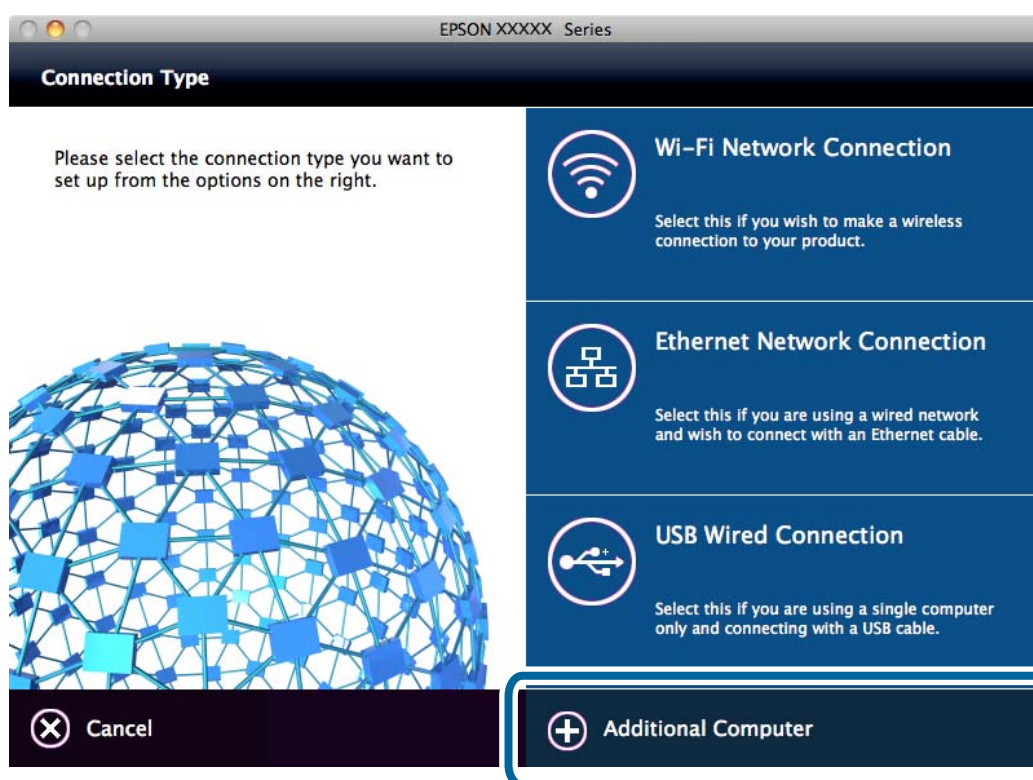 EPSON XXXXX Series
Connection Type
Please select the connection type you want to
set up from the options on the right.
Wi-Fi Network Connection
Select this if you wish to make a wireless
connection to your product.
Ethernet Network Connection
Select this if you are using a wired network
and wish to connect with an Ethernet cable.
USB Wired Connection
Select this if you are using a single computer
only and connecting with a USB cable.
Cancel
Additional Computer